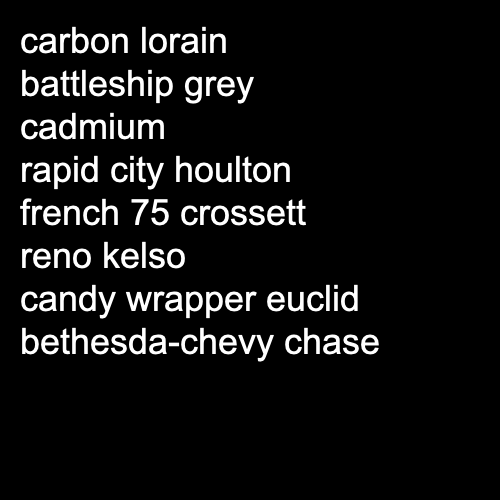 carbon lorain
battleship grey
cadmium
rapid city houlton
french 75 crossett
reno kelso
candy wrapper euclid
bethesda-chevy chase